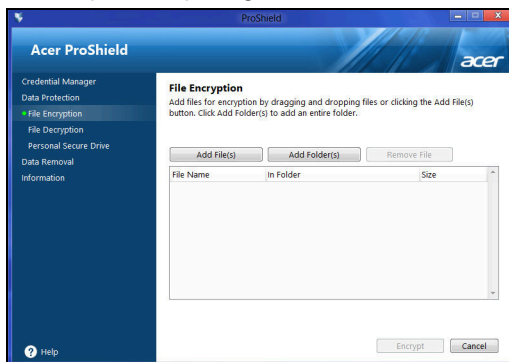 ProShield
Acer ProShield
acer
Credential Manager
Data Protection
File Encryption
File Decryption
Personal Secure Drive
Data Removal
Information
Help
File Encryption
Add files for encryption by dragging and dropping files or clicking the Add File(s)
button. Click Add Folder(s) to add an entire folder.
Add File(s) Add Folder(s) Remove File
File Name In Folder Size
Encrypt Cancel